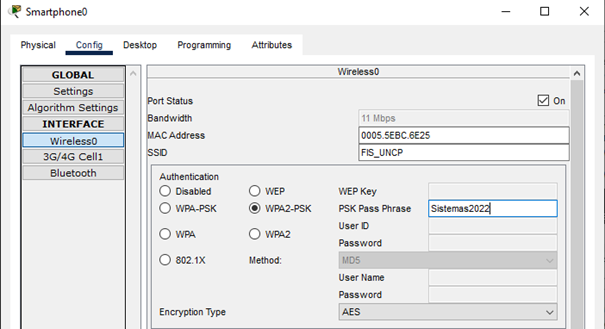 Smartphone0
Physical Config Desktop Programming Attributes
GLOBAL
Settings
Algorithm Settings
INTERFACE
Wireless0
3G/4G Cell1
Bluetooth
Wireless0
Port Status On
Bandwidth 11 Mbps
MAC Address 0005.5EBC.6E25
SSID FIS_UNCP
Authentication
Disabled WEP WEP Key
WPA-PSK WPA2-PSK PSK Pass Phrase Sistemas2022
User ID
WPA WPA2 Password
802.1X Method: MD5
User Name
Password
Encryption Type AES